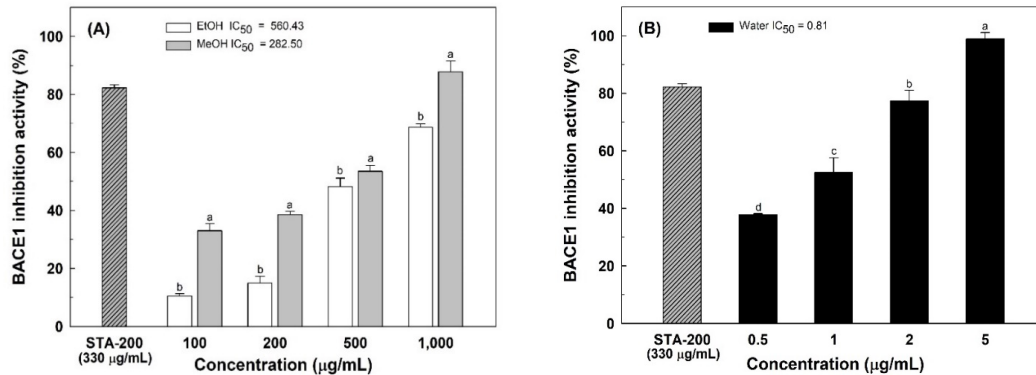 (A)
EtOH IC50 = 560.43
MeOH IC50 = 282.50
BACE1 inhibition activity (%)
100
80
60
40
20
0
b
a
b
a
b
a
b
a
STA-200
(330 μg/mL)
100
200
500
1,000
Concentration (μg/mL)
(B)
Water IC50 = 0.81
BACE1 inhibition activity (%)
100
80
60
40
20
0
d
c
b
a
STA-200
(330 μg/mL)
0.5
1
2
5
Concentration (μg/mL)